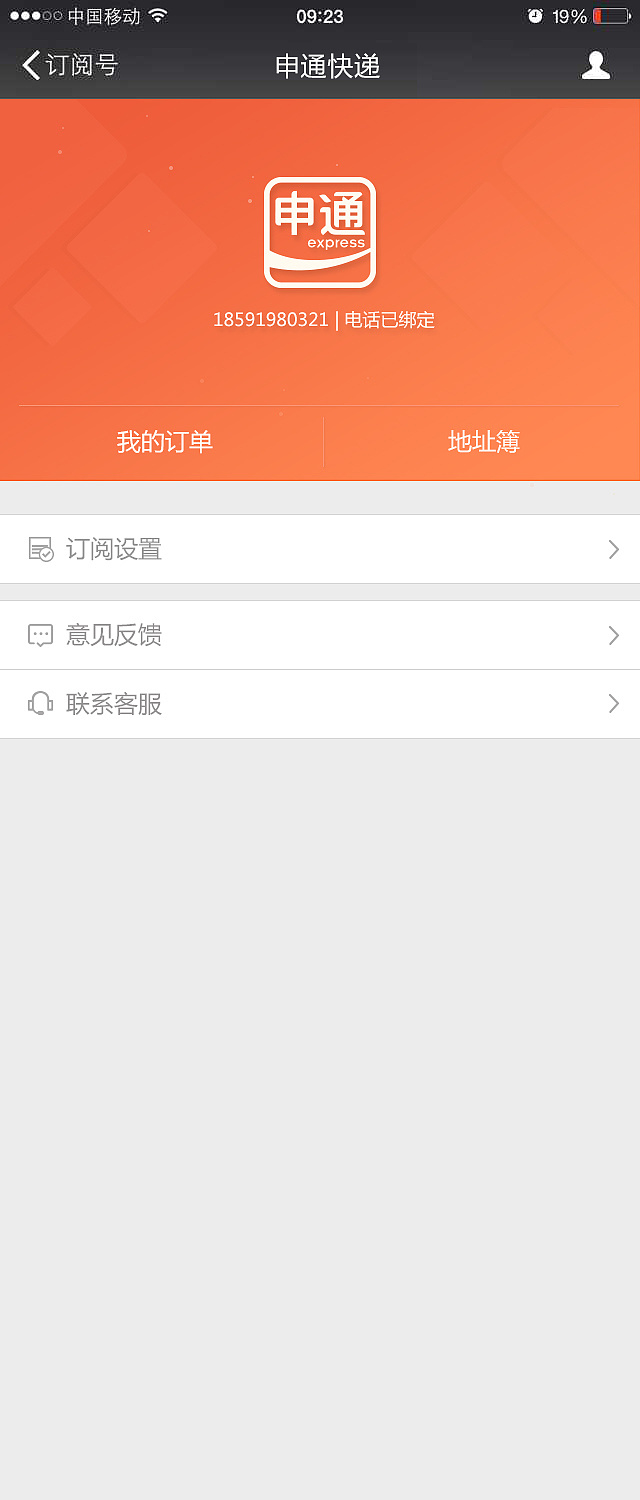 中国移动 09:23 19%
订阅号 申通快递
申通
express
18591980321 | 电话已绑定
我的订单 地址簿
订阅设置
意见反馈
联系客服